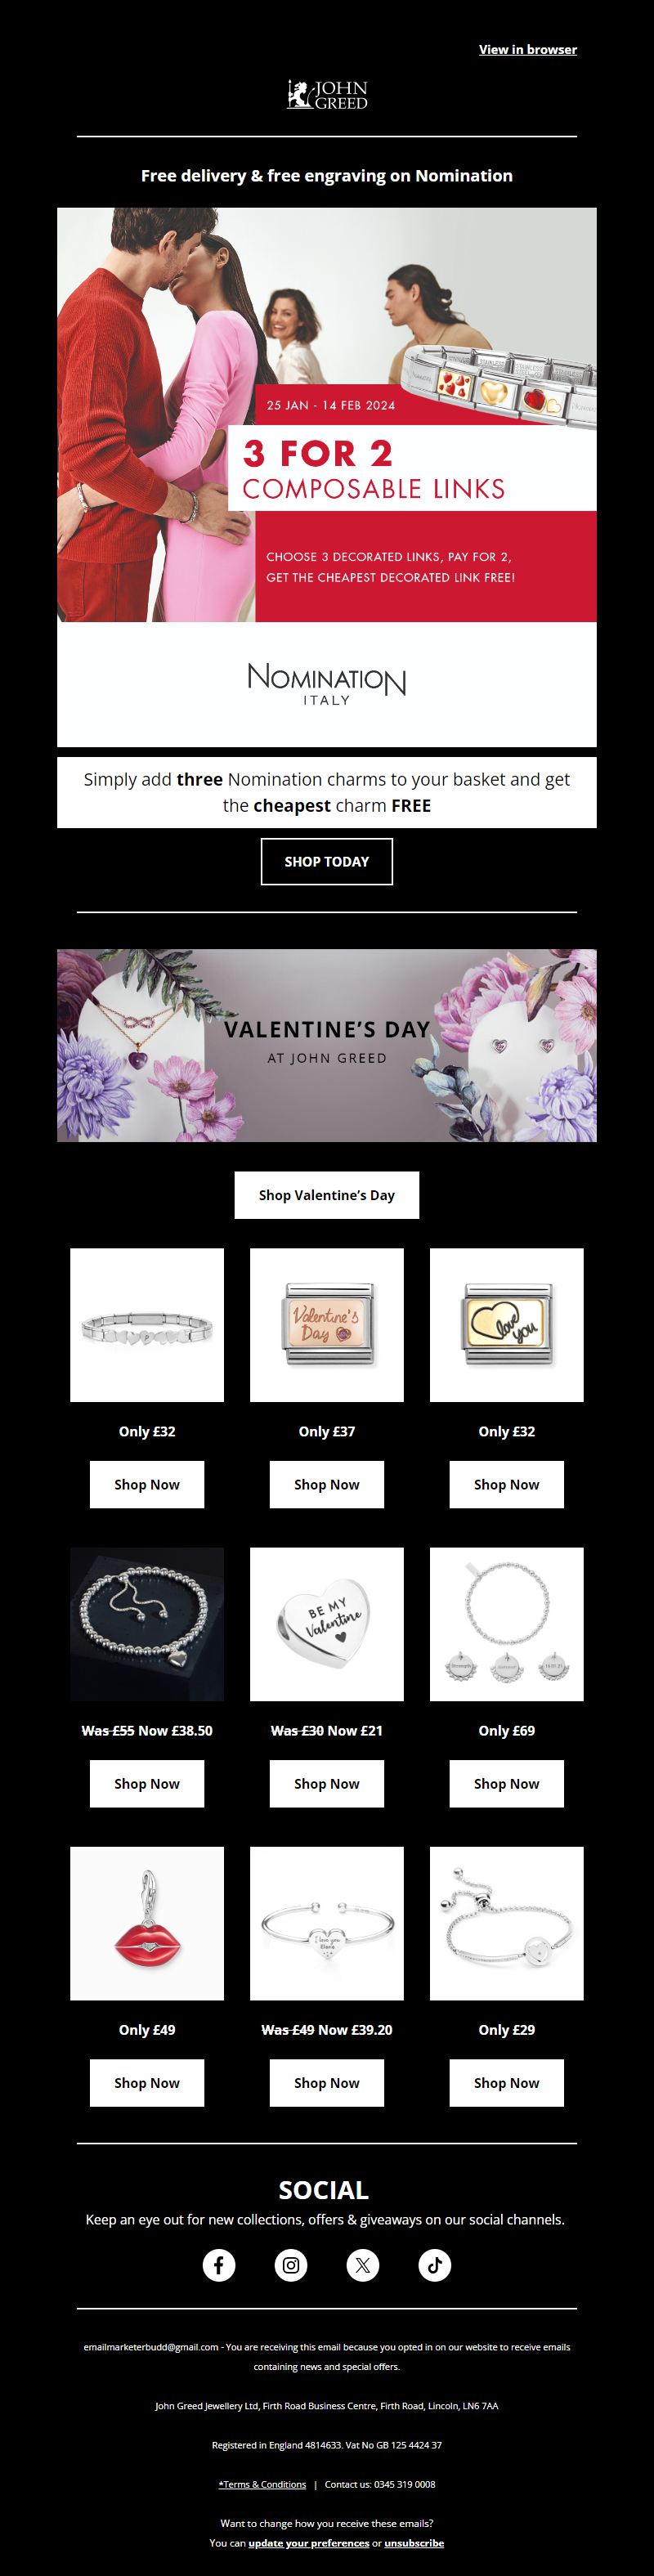 View in browser
JOHN
GREED
Free delivery & free engraving on Nomination
25 JAN - 14 FEB 2024
3 FOR 2
COMPOSABLE LINKS
CHOOSE 3 DECORATED LINKS, PAY FOR 2,
GET THE CHEAPEST DECORATED LINK FREE!
NOMINATION
ITALY
Simply add three Nomination charms to your basket and get
the cheapest charm FREE
SHOP TODAY
VALENTINE'S DAY
AT JOHN GREED
Shop Valentine's Day
Valentine's
Day
love
you
Only £32
Only £37
Only £32
Shop Now
Shop Now
Shop Now
BE MY
Valentine
Was £55 Now £38.50
Was £30 Now £21
Only £69
Shop Now
Shop Now
Shop Now
I love you
Only £49
Was £49 Now £39.20
Only £29
Shop Now
Shop Now
Shop Now
SOCIAL
Keep an eye out for new collections, offers & giveaways on our social channels.
emailmarketerbudd@gmail.com - You are receiving this email because you opted in on our website to receive emails
containing news and special offers.
John Greed Jewellery Ltd, Firth Road Business Centre, Firth Road, Lincoln, LN6 7AA
Registered in England 4814633. Vat No GB 125 4424 37
*Terms & Conditions | Contact us: 0345 319 0008
Want to change how you receive these emails?
You can update your preferences or unsubscribe